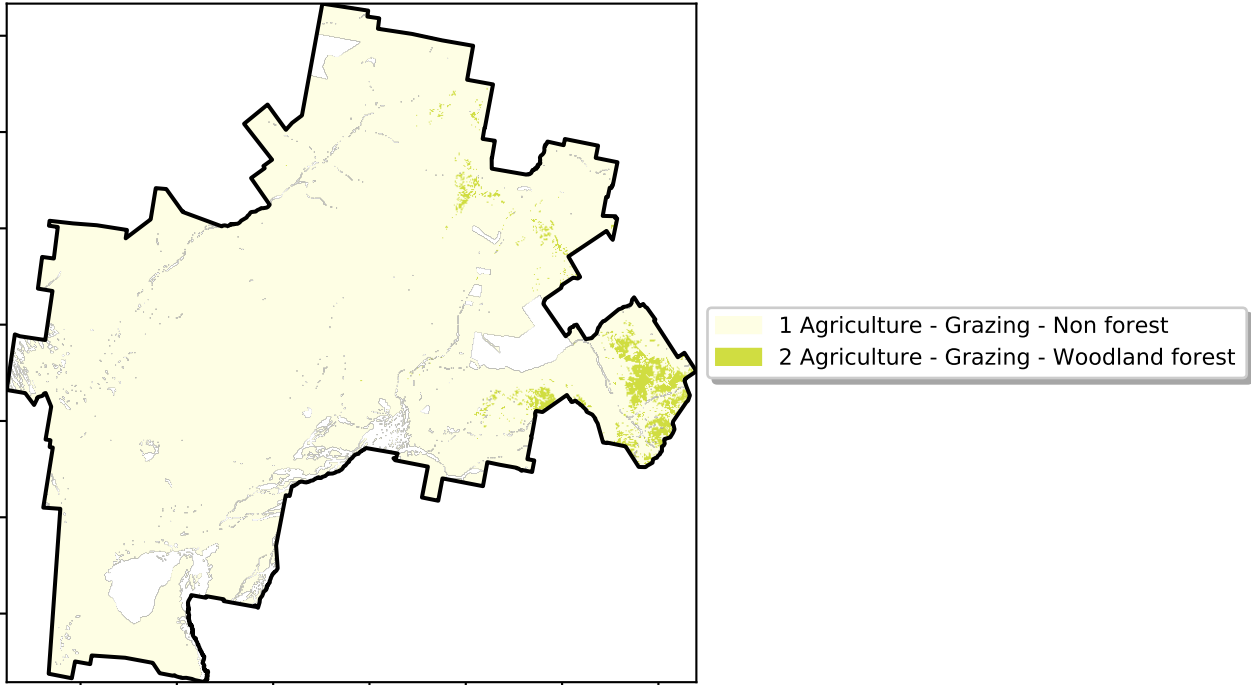 1 Agriculture - Grazing - Non forest
2 Agriculture - Grazing - Woodland forest